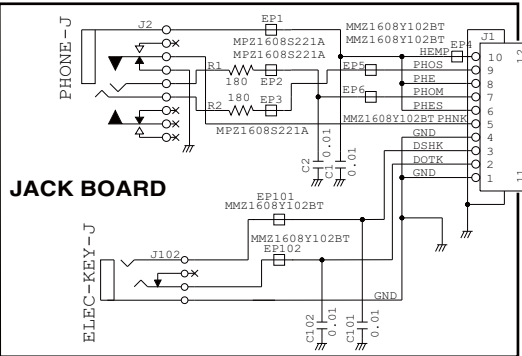 J2
EP1
MMZ1608Y102BT
J1
MPZ1608S221A
MMZ1608Y102BT
12
PHONE-J
HEMP
EP4
10
MPZ1608S221A
R1
EP5
PHOS
9
180
EP2
PHE
8
EP6
PHOM
7
R2
180
EP3
PHES
6
MPZ1608S221A
MMZ1608Y102BT
PHNK
5
GND
4
C2
0.01
C1
0.01
DSHK
3
DOTK
2
GND
1
11
JACK BOARD
EP101
MMZ1608Y102BT
ELEC-KEY-J
J102
MMZ1608Y102BT
EP102
GND
C102
0.01
C101
0.01